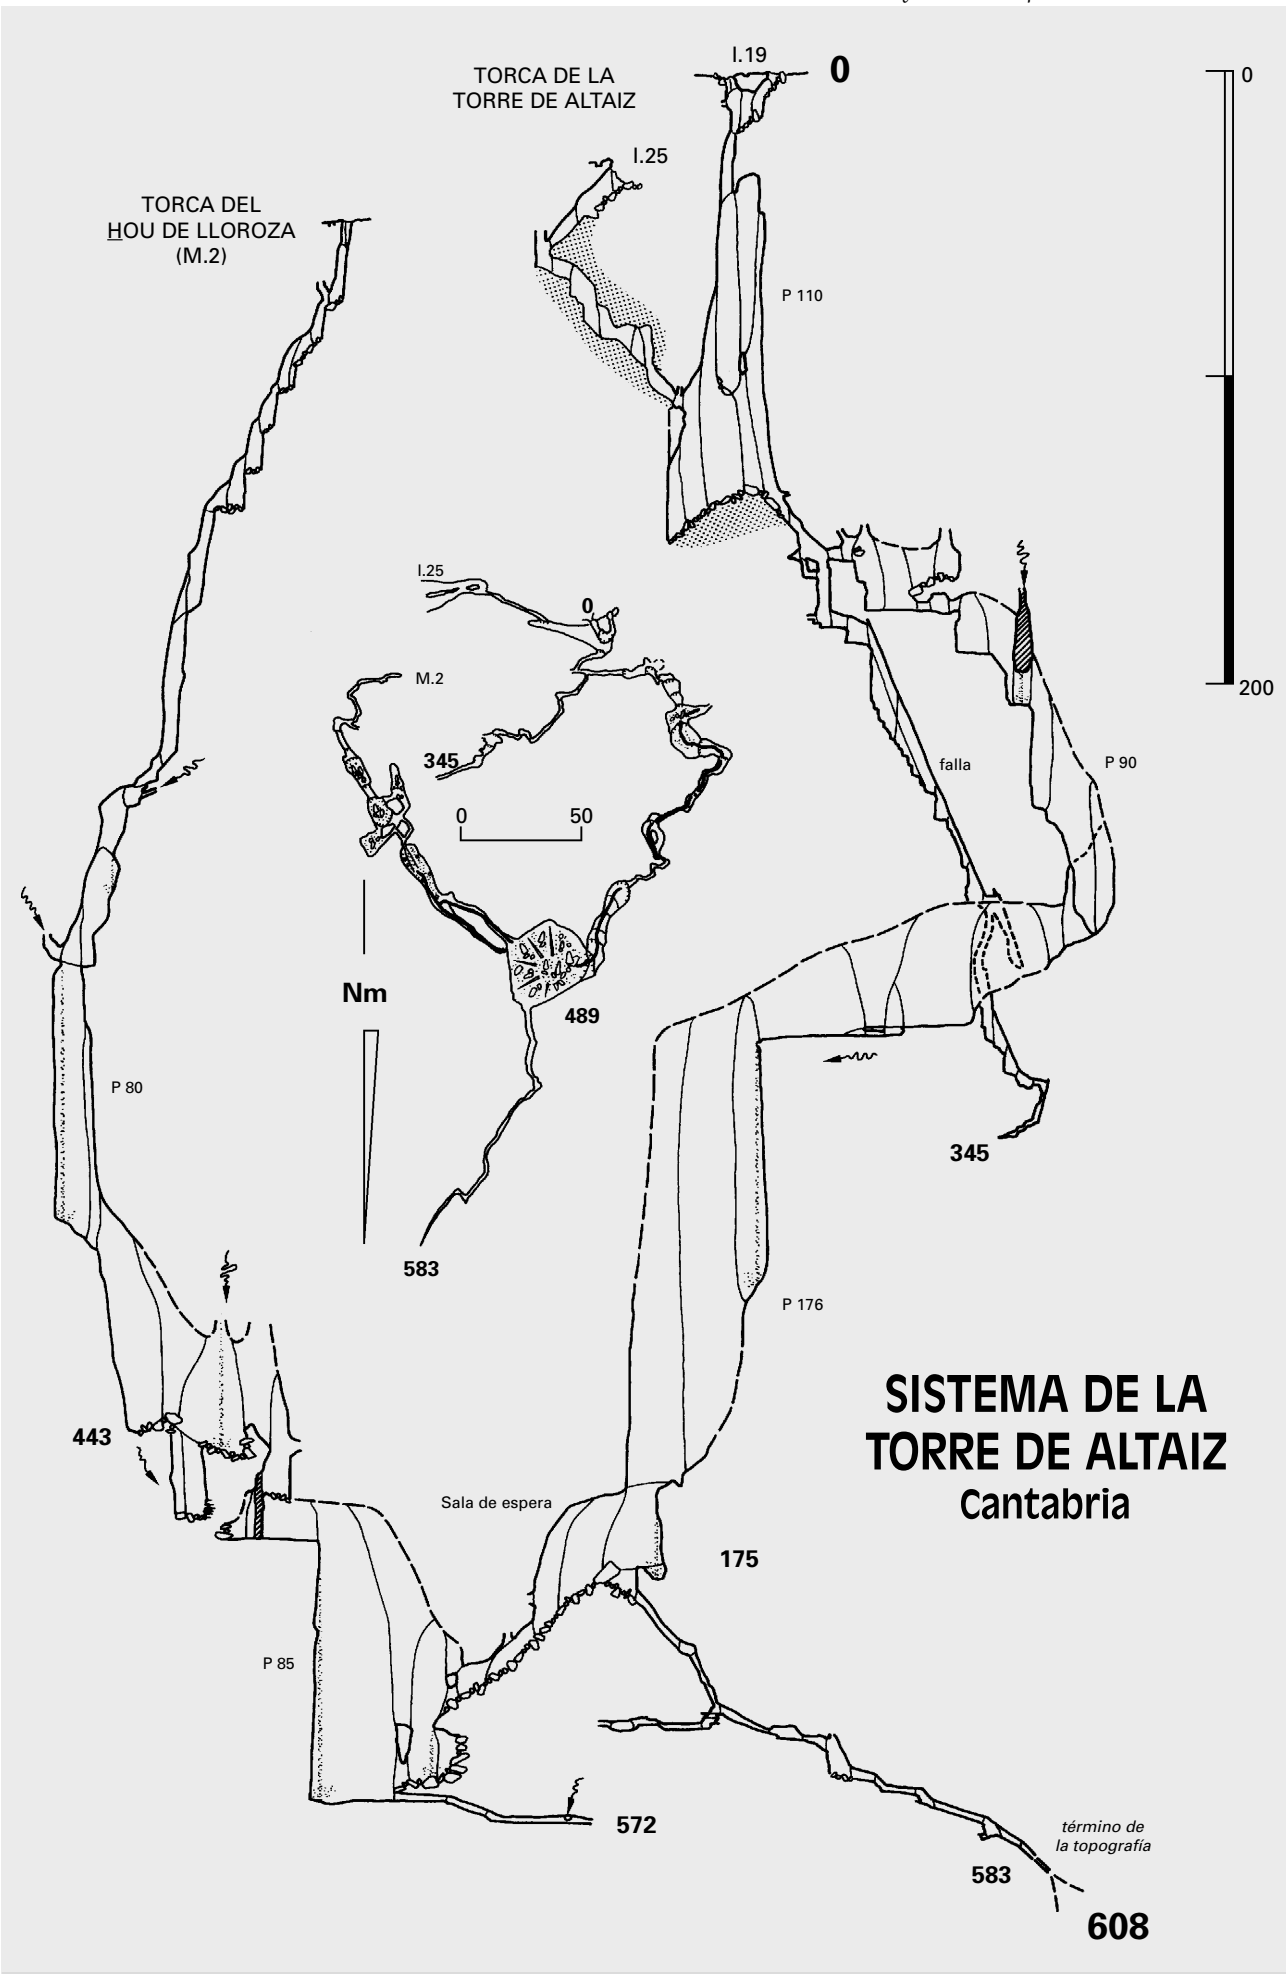 I.19
0
0
TORCA DE LA
TORRE DE ALTAIZ
I.25
TORCA DEL
HOU DE LLOROZA
(M.2)
P 110
I.25
0
M.2
200
345
falla
P 90
0 50
Nm
489
P 80
345
583
P 176
SISTEMA DE LA
TORRE DE ALTAIZ
Cantabria
443
Sala de espera
175
P 85
572
término de
la topografía
583
608